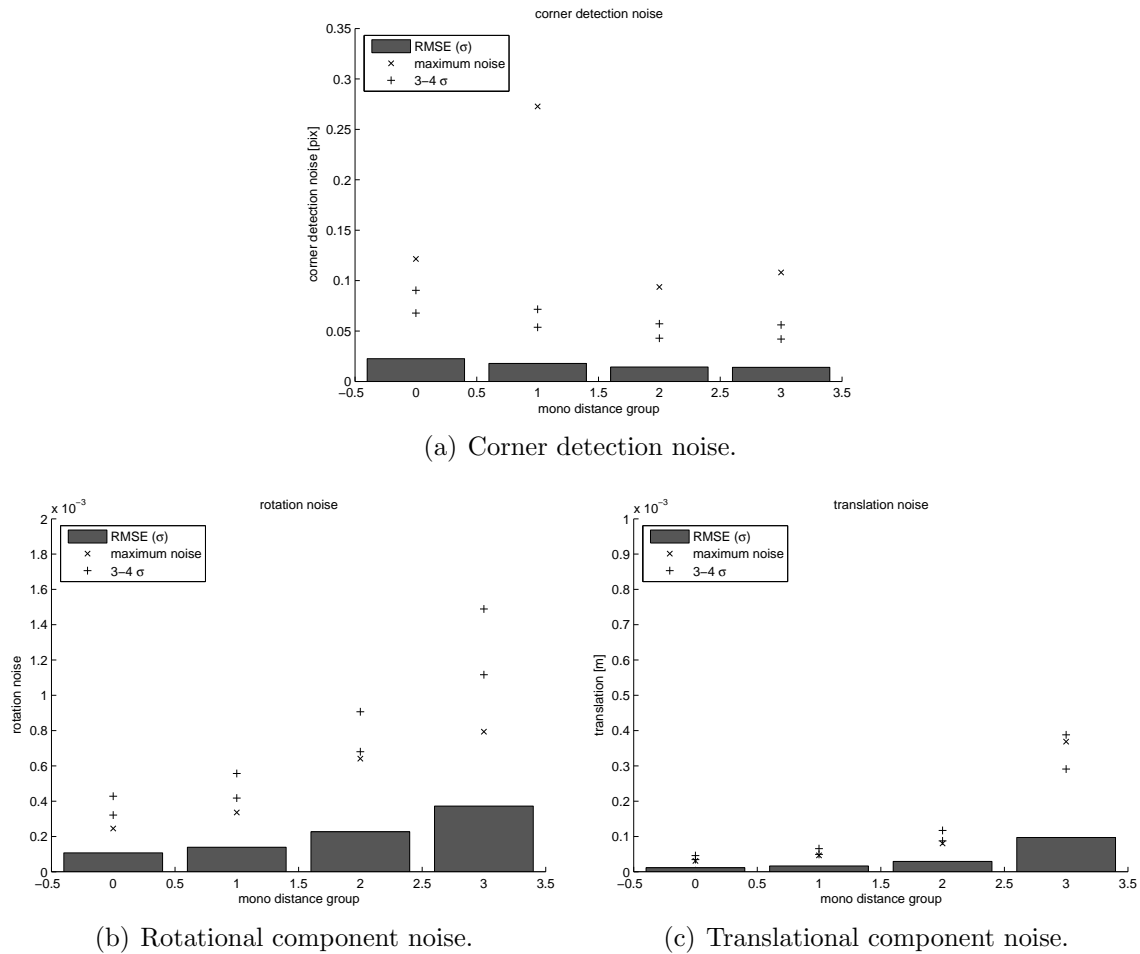 corner detection noise
0.35
0.3
0.25
0.2
0.15
0.1
0.05
0
corner detection noise [pix]
RMSE (σ)
maximum noise
3−4 σ
−0.5 0 0.5 1 1.5 2 2.5 3 3.5
mono distance group
(a) Corner detection noise.
rotation noise
x 10−3
2
1.8
1.6
1.4
1.2
1
0.8
0.6
0.4
0.2
0
rotation noise
RMSE (σ)
maximum noise
3−4 σ
−0.5 0 0.5 1 1.5 2 2.5 3 3.5
mono distance group
(b) Rotational component noise.
translation noise
x 10−3
1
0.9
0.8
0.7
0.6
0.5
0.4
0.3
0.2
0.1
0
translation [m]
RMSE (σ)
maximum noise
3−4 σ
−0.5 0 0.5 1 1.5 2 2.5 3 3.5
mono distance group
(c) Translational component noise.